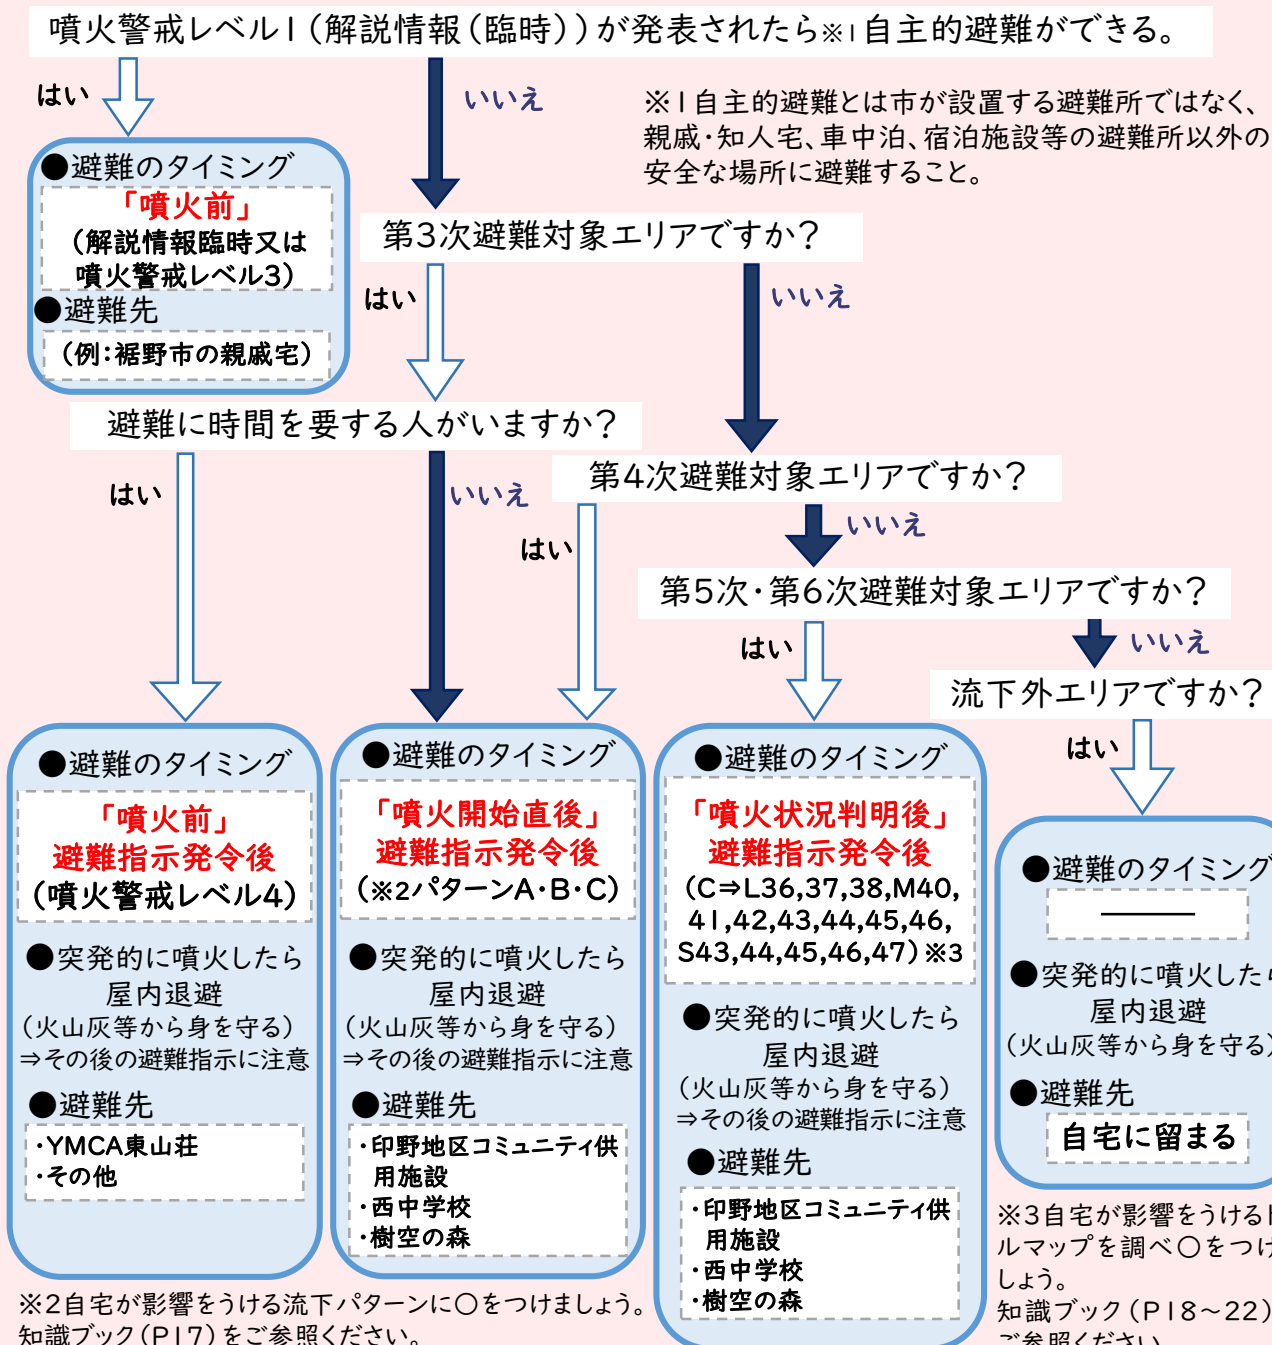 噴火警戒レベル1(解説情報(臨時))が発表されたら※1自主的避難ができる。
はい
いいえ
※1自主的避難とは市が設置する避難所ではなく、
親戚・知人宅、車中泊、宿泊施設等の避難所以外の
安全な場所に避難すること。
●避難のタイミング
「噴火前」
(解説情報臨時又は
噴火警戒レベル3)
●避難先
(例:裾野市の親戚宅)
第3次避難対象エリアですか?
はい
いいえ
避難に時間を要する人がいますか?
はい
いいえ
第4次避難対象エリアですか?
はい
いいえ
第5次・第6次避難対象エリアですか?
はい
いいえ
流下外エリアですか?
はい
●避難のタイミング
「噴火前」
避難指示発令後
(噴火警戒レベル4)
●突発的に噴火したら
屋内退避
(火山灰等から身を守る)
⇒その後の避難指示に注意
●避難先
・YMCA東山荘
・その他
●避難のタイミング
「噴火開始直後」
避難指示発令後
(※2パターンA・B・C)
●突発的に噴火したら
屋内退避
(火山灰等から身を守る)
⇒その後の避難指示に注意
●避難先
・印野地区コミュニティ供
用施設
・西中学校
・樹空の森
●避難のタイミング
「噴火状況判明後」
避難指示発令後
(C⇒L36,37,38,M40,
41,42,43,44,45,46,
S43,44,45,46,47)※3
●突発的に噴火したら
屋内退避
(火山灰等から身を守る)
⇒その後の避難指示に注意
●避難先
・印野地区コミュニティ供
用施設
・西中学校
・樹空の森
●避難のタイミング
―――
●突発的に噴火したら
屋内退避
(火山灰等から身を守る)
●避難先
自宅に留まる
※2自宅が影響をうける流下パターンに○をつけましょう。
知識ブック(P17)をご参照ください。
※3自宅が影響をうけるド
ルマップを調べ○をつけ
しょう。
知識ブック(P18~22)
ご参照ください